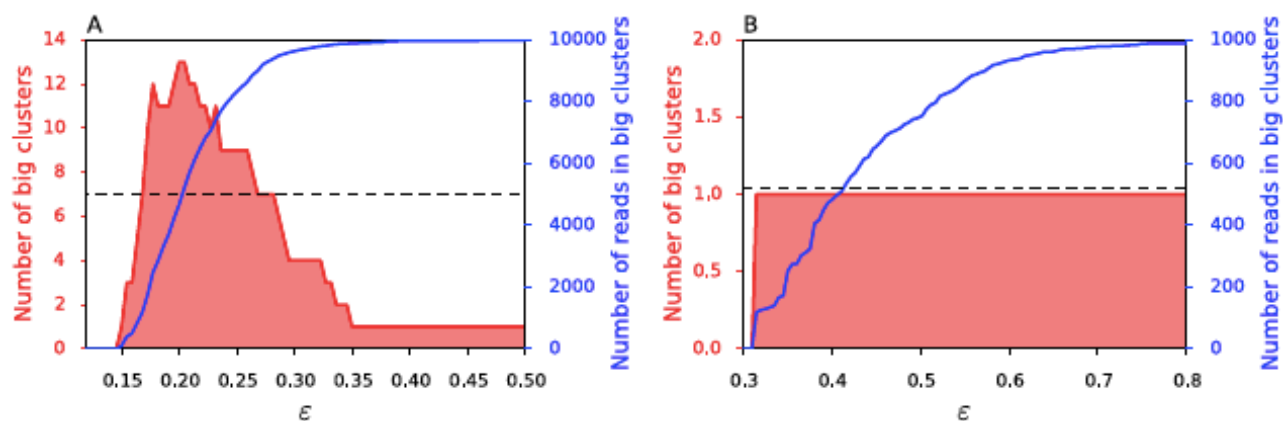 A
Number of big clusters
14
12
10
8
6
4
2
0
0.15 0.20 0.25 0.30 0.35 0.40 0.45 0.50
ε
10000
8000
6000
4000
2000
0
Number of reads in big clusters
B
Number of big clusters
2.0
1.5
1.0
0.5
0.0
0.3 0.4 0.5 0.6 0.7 0.8
ε
1000
800
600
400
200
0
Number of reads in big clusters